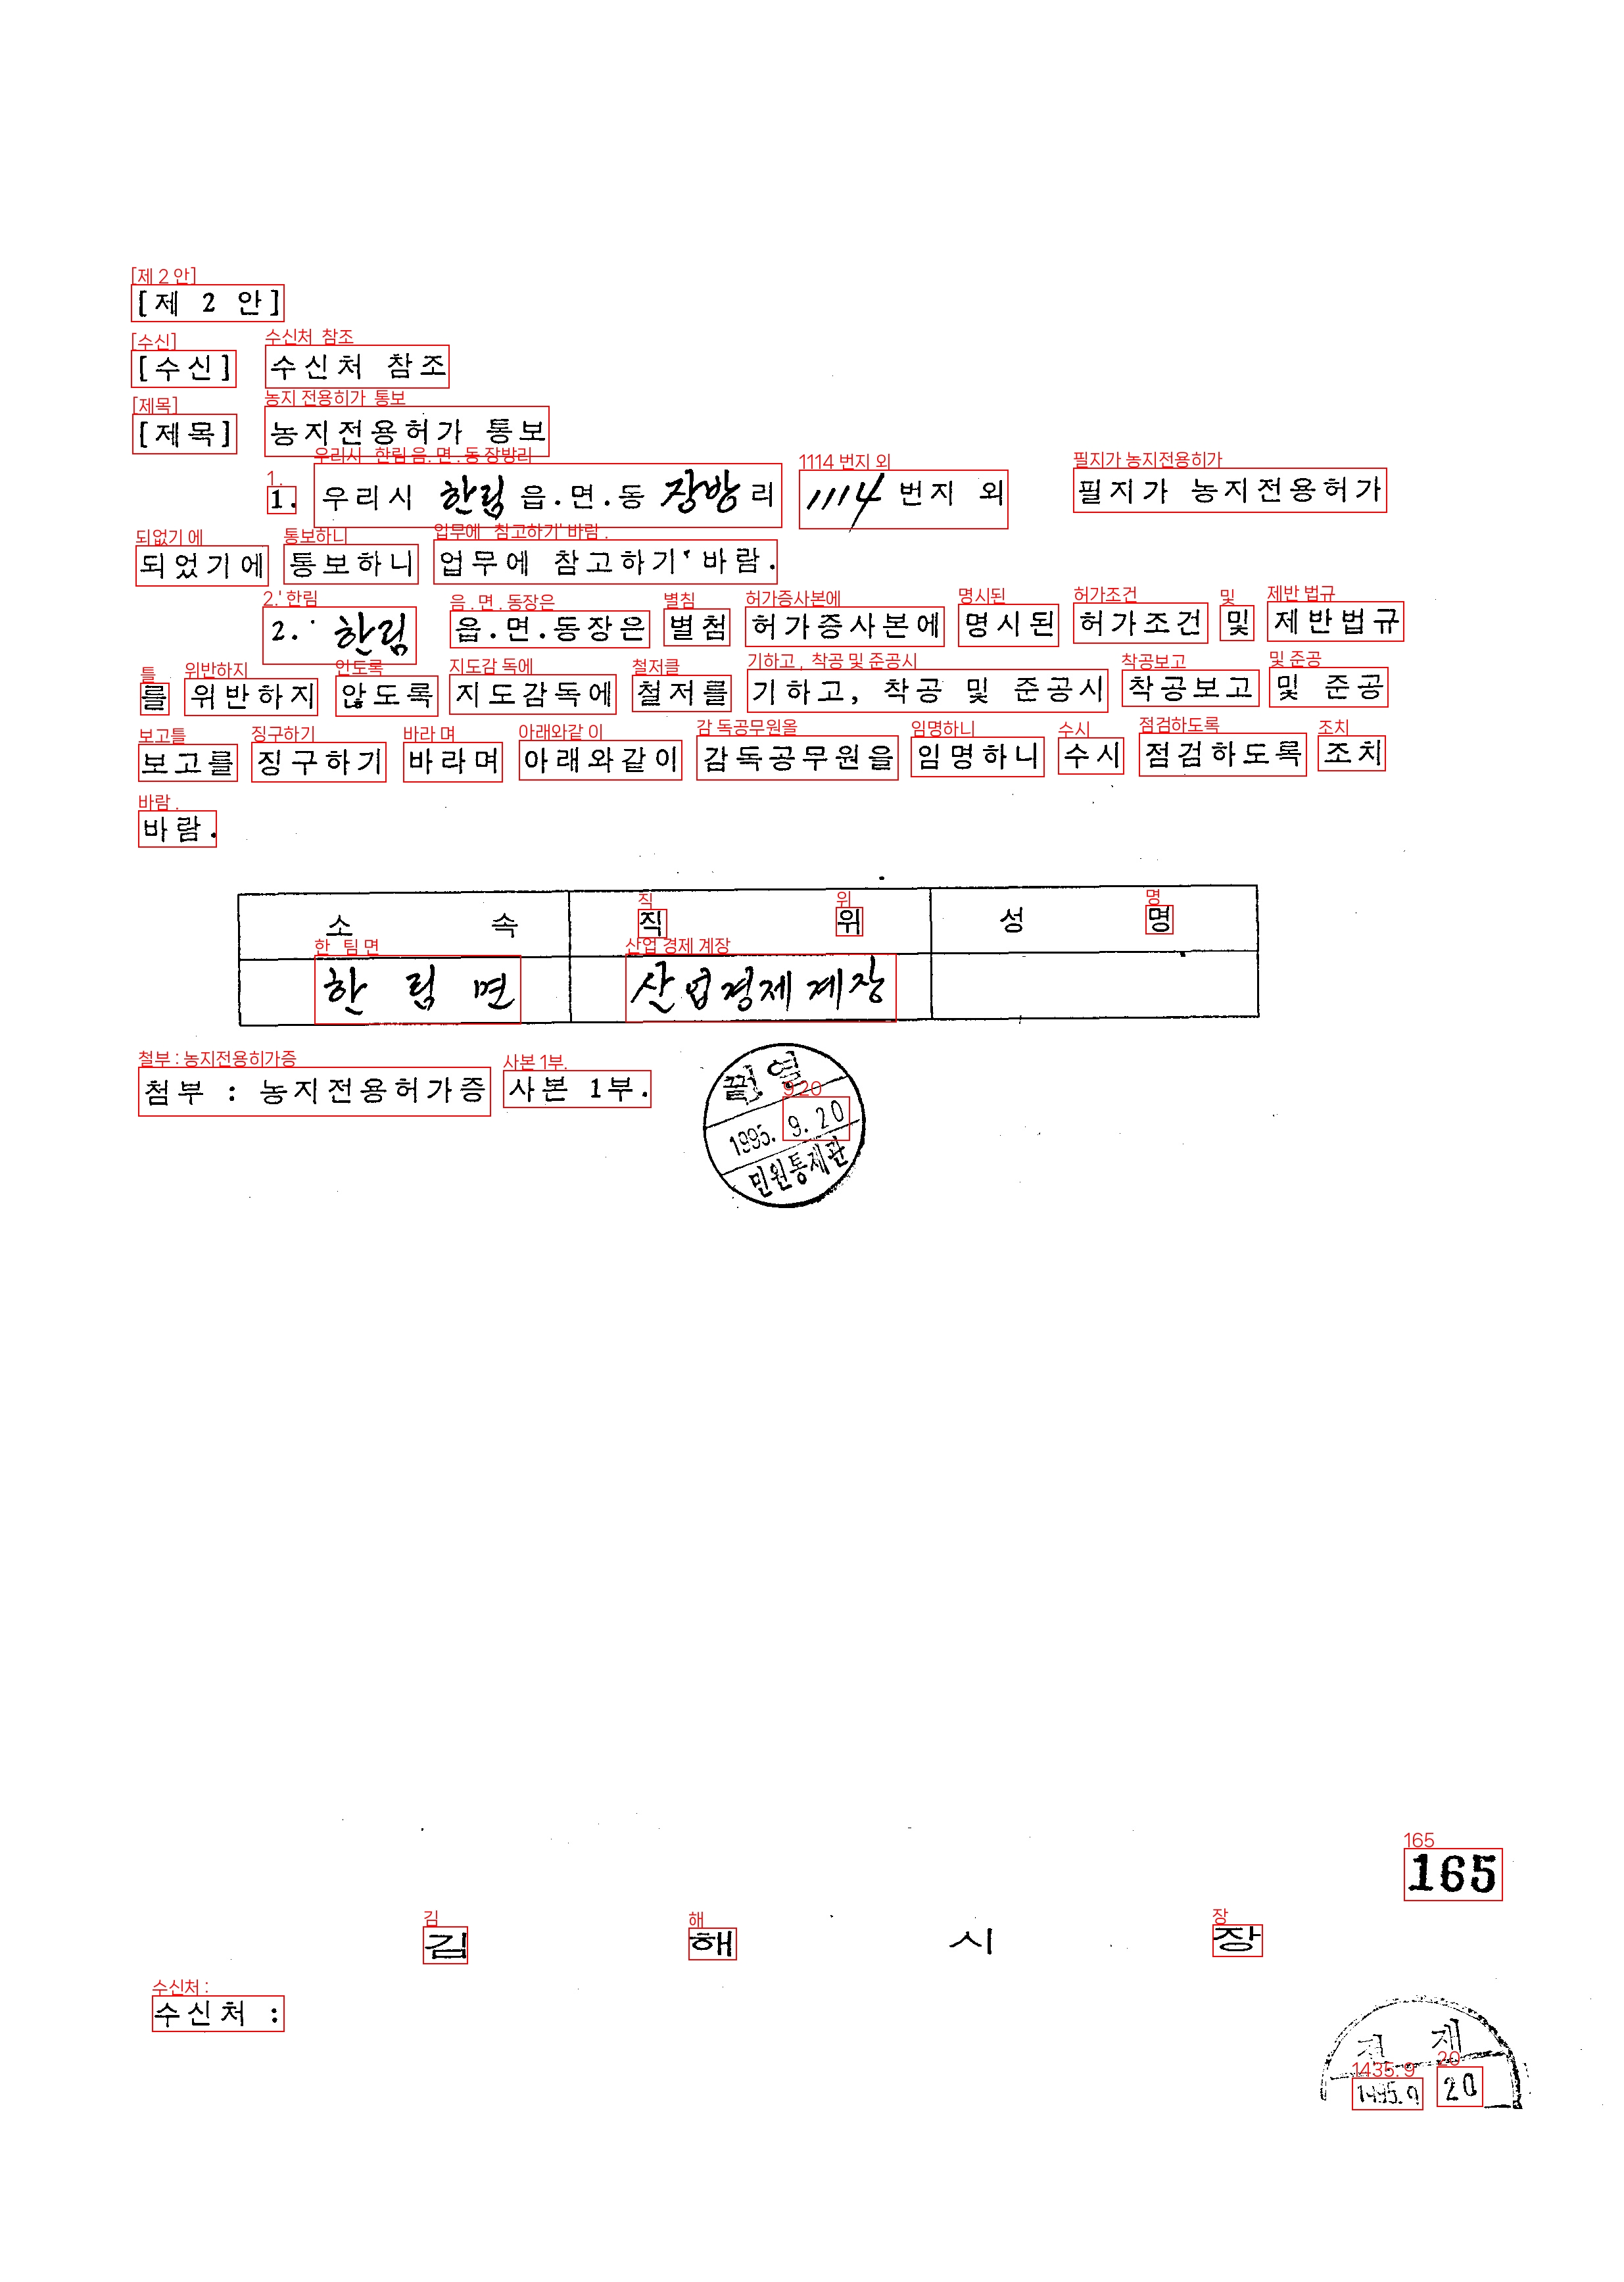 [제 2 안]
[수신] 수신처 참조
[제목] 농지전용허가 통보
1. 우리시 한림 읍.면.동 장방 리 1114 번지 외 필지가 농지전용허가
되었기에 통보하니 업무에 참고하기 바람.
2. 한림 읍.면.동장은 별첨 허가증사본에 명시된 허가조건 및 제반법규
를 위반하지 않도록 지도감독에 철저를 기하고, 착공 및 준공시 착공보고 및 준공
보고를 징구하기 바라며 아래와같이 감독공무원을 임명하니 수시 점검하도록 조치
바람.
소 속 직 위 성 명
한 림 면 산업경제계장
첨부 : 농지전용허가증 사본 1부. 끝.
열
1995. 9. 20
민원통제관
165
김 해 시 장
수신처 :
결 재
1995. 9 20